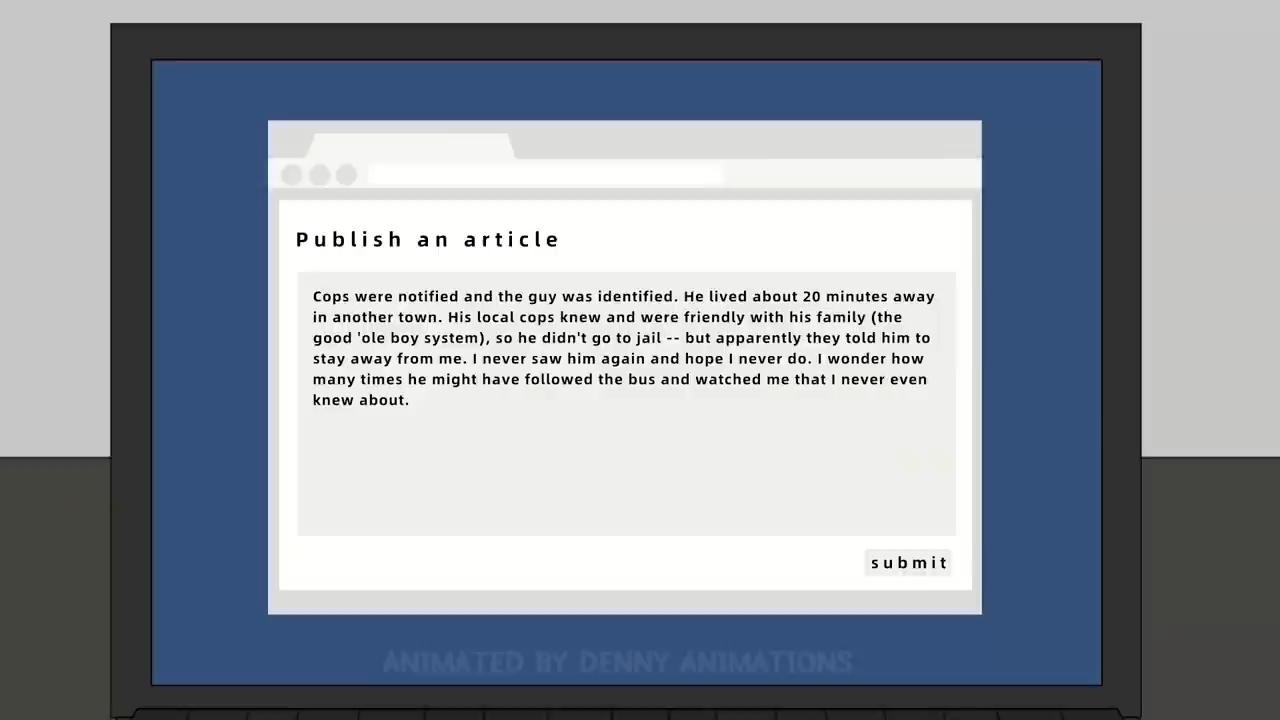 Publish an article
Cops were notified and the guy was identified. He lived about 20 minutes away
in another town. His local cops knew and were friendly with his family (the
good 'ole boy system), so he didn't go to jail -- but apparently they told him to
stay away from me. I never saw him again and hope I never do. I wonder how
many times he might have followed the bus and watched me that I never even
knew about.
submit
ANIMATED BY DENNY ANIMATIONS